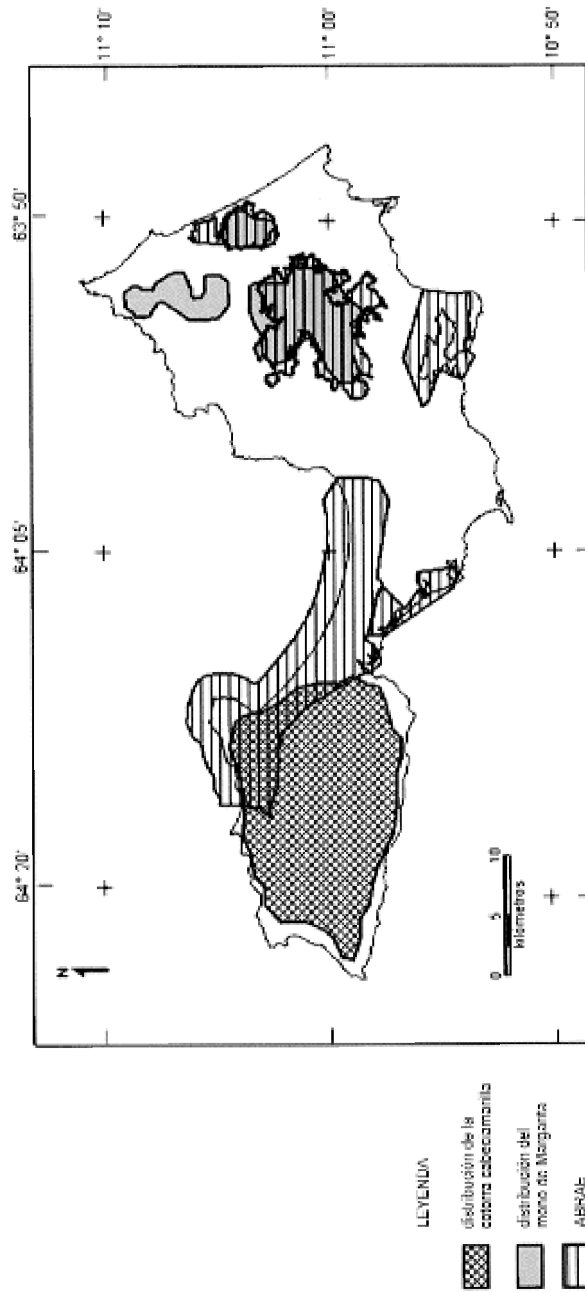 64° 20'
64° 05'
63° 50'
11° 10'
11° 00'
10° 50'
N
0 5 10
kilometros
LEYENDA
distribución de la
cotorra cabeciamarilla
distribución del
mono de Margarita
ABRAE